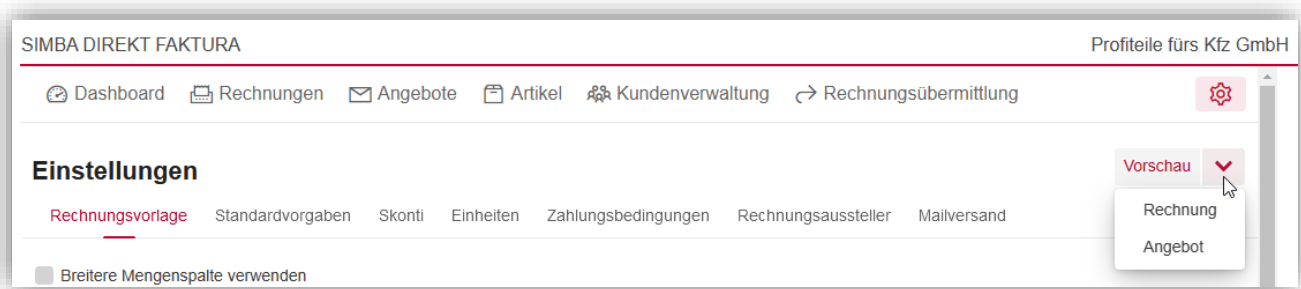 SIMBA DIREKT FAKTURA Profiteile fürs Kfz GmbH
Dashboard Rechnungen Angebote Artikel Kundenverwaltung Rechnungsübermittlung
Einstellungen Vorschau
Rechnungsvorlage Standardvorgaben Skonti Einheiten Zahlungsbedingungen Rechnungsaussteller Mailversand
Rechnung
Angebot
Breitere Mengenspalte verwenden